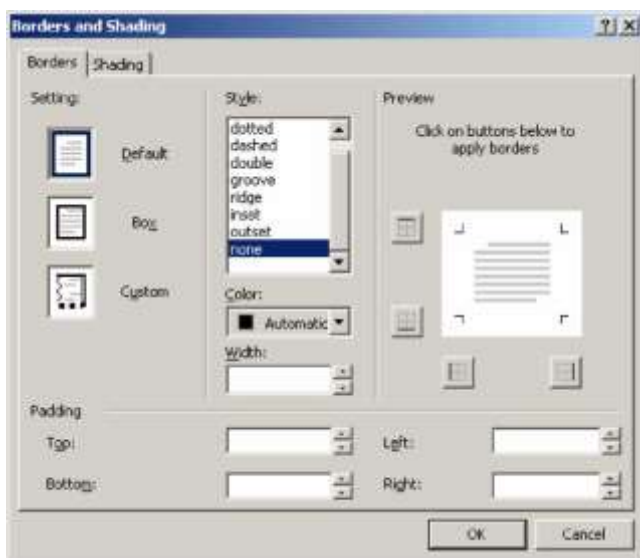 Borders and Shading
Borders
Shading
Setting:
Default
Box
Custom
Style:
dotted
dashed
double
groove
ridge
inset
outset
none
Color:
Automatic
Width:
Preview
Click on buttons below to
apply borders
Padding
Top:
Left:
Bottom:
Right:
OK
Cancel